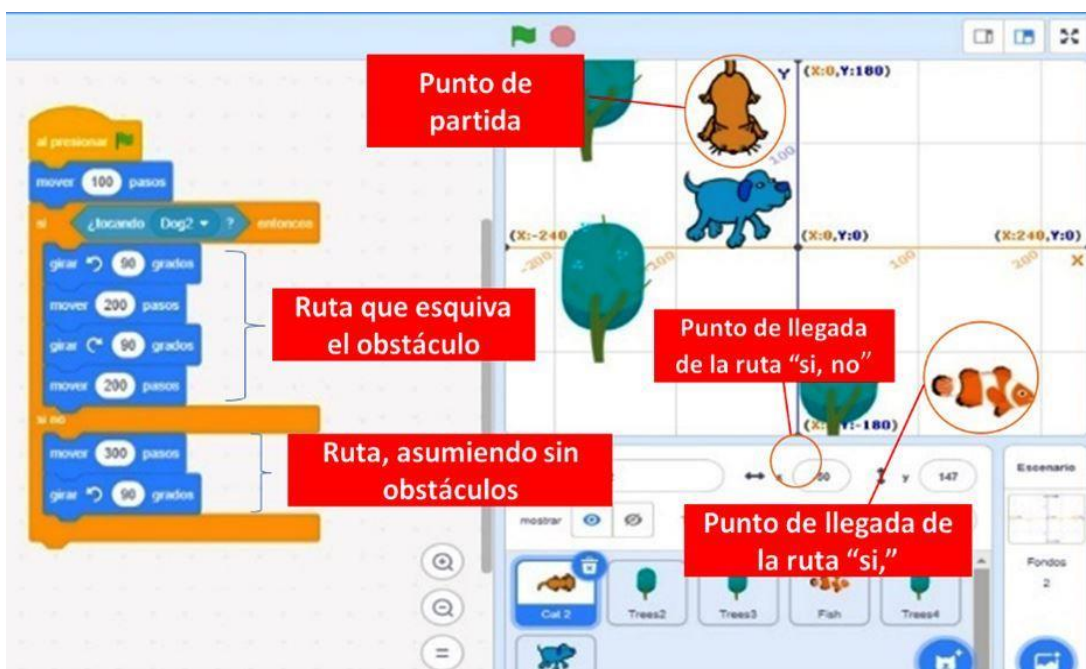 al presionar
mover 100 pasos
si ¿tocando Dog2 ? entonces
girar 90 grados
mover 200 pasos
girar 90 grados
mover 200 pasos
si no
mover 300 pasos
girar 90 grados
Ruta que esquiva
el obstáculo
Ruta, asumiendo sin
obstáculos
Punto de
partida
Y (X:0,Y:180)
100
(X:-240,
(X:0,Y:0)
(X:240,Y:0)
-200
-100
100
200
X
Punto de llegada
de la ruta “si, no”
Y:-180)
x
y 147
mostrar
Punto de llegada de
la ruta “si,”
Cat 2
Trees2
Trees3
Fish
Trees4
Escenario
Fondos
2